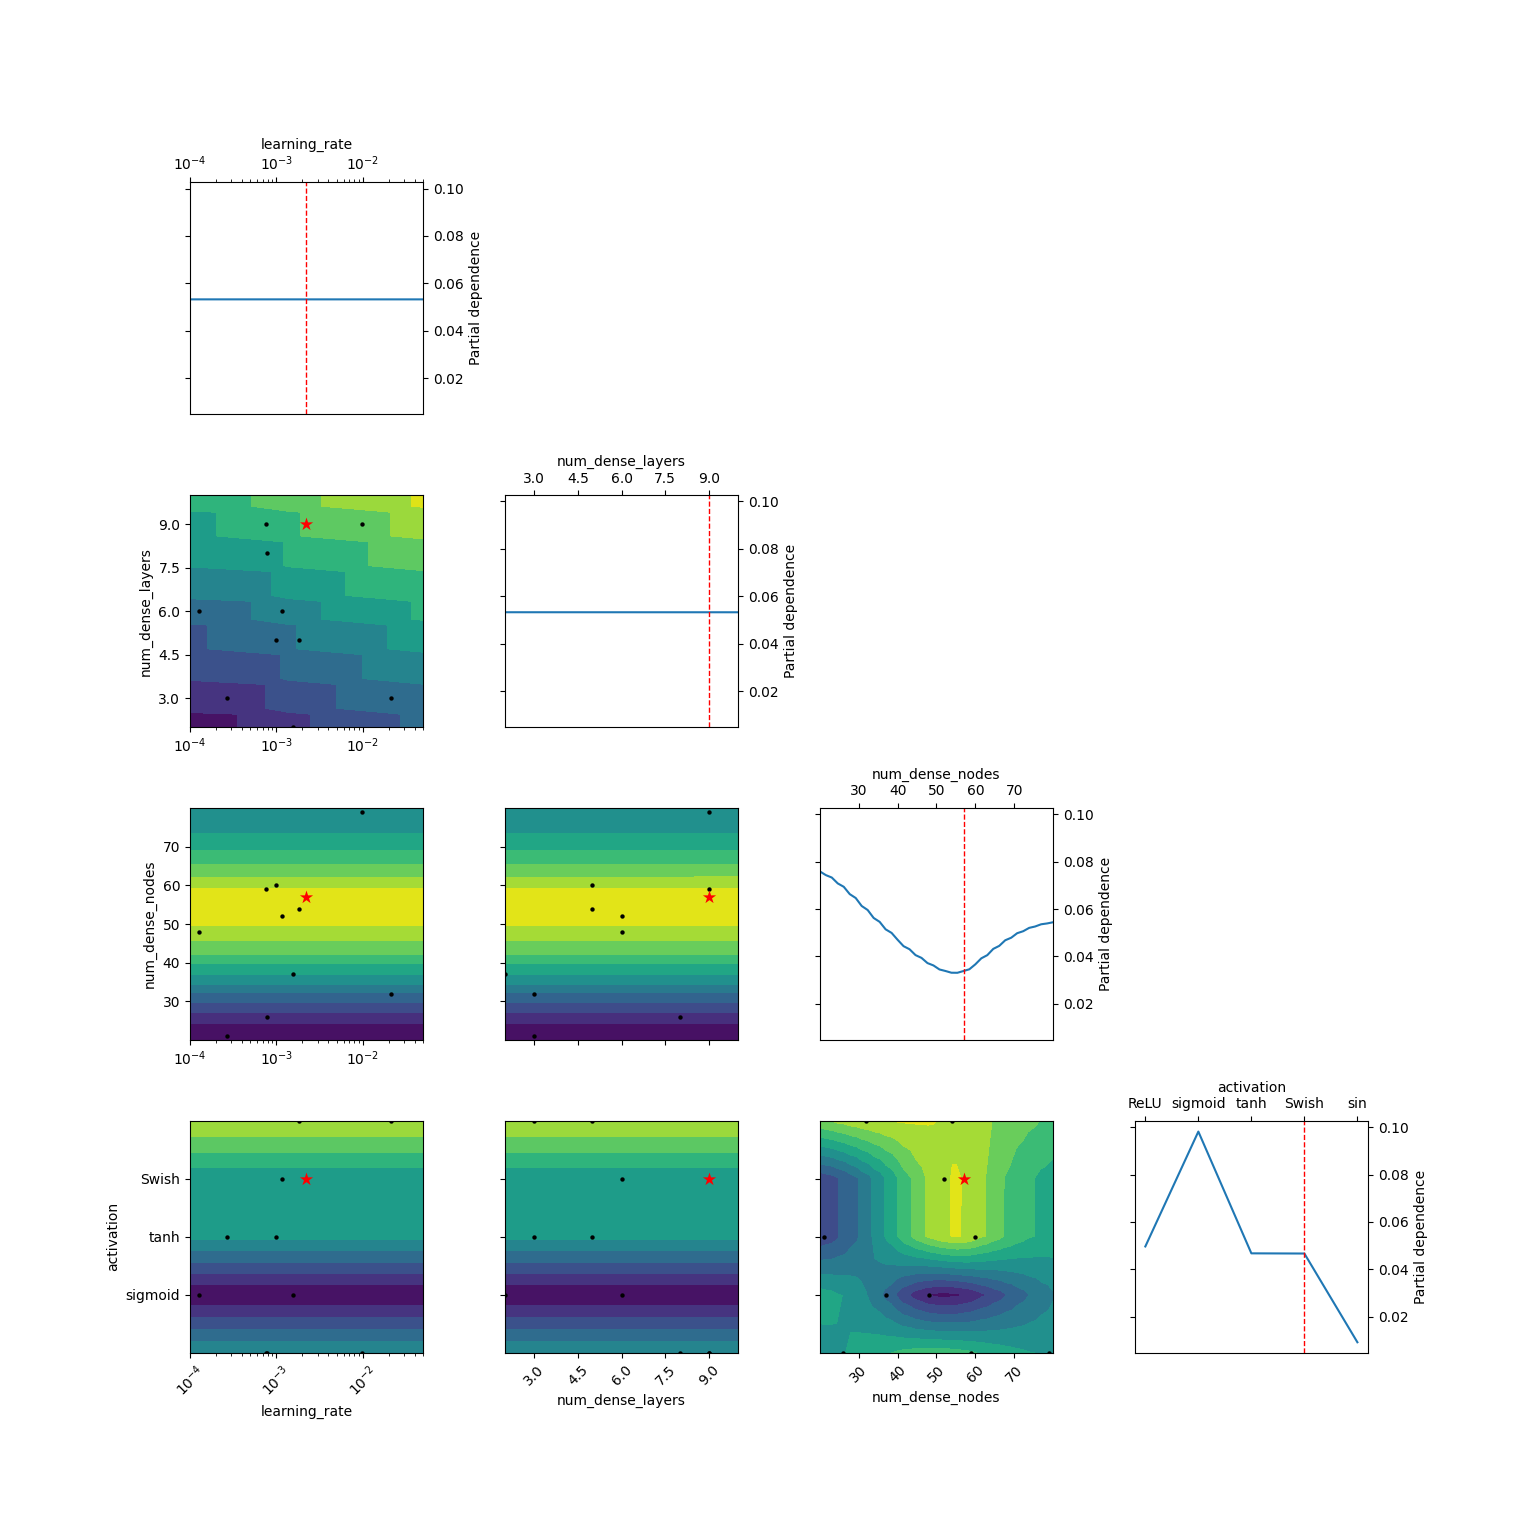 learning_rate
10⁻⁴ 10⁻³ 10⁻²
0.10
0.08
0.06
0.04
0.02
Partial dependence
num_dense_layers
9.0
7.5
6.0
4.5
3.0
10⁻⁴ 10⁻³ 10⁻²
num_dense_layers
3.0 4.5 6.0 7.5 9.0
0.10
0.08
0.06
0.04
0.02
Partial dependence
num_dense_nodes
70
60
50
40
30
10⁻⁴ 10⁻³ 10⁻²
num_dense_nodes
30 40 50 60 70
0.10
0.08
0.06
0.04
0.02
Partial dependence
activation
Swish
tanh
sigmoid
10⁻⁴ 10⁻³ 10⁻²
learning_rate
3.0 4.5 6.0 7.5 9.0
num_dense_layers
30 40 50 60 70
num_dense_nodes
activation
ReLU sigmoid tanh Swish sin
0.10
0.08
0.06
0.04
0.02
Partial dependence